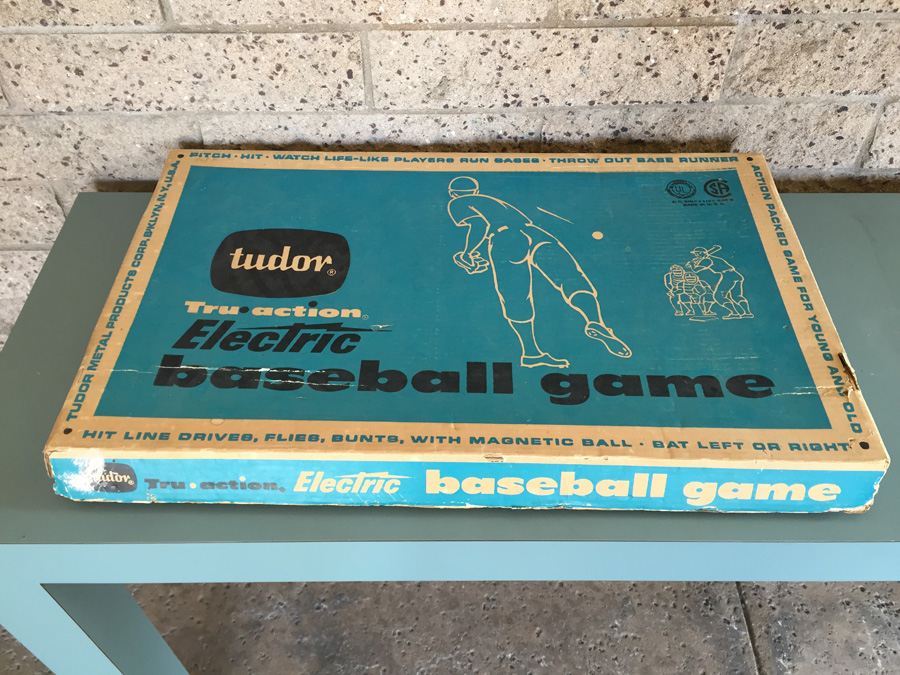 PITCH • HIT • WATCH LIFE-LIKE PLAYERS RUN BASES • THROW OUT BASE RUNNER
ACTION PACKED GAME FOR YOUNG AND OLD
TUDOR METAL PRODUCTS CORP. B'KLYN, N.Y., U.S.A.
UL
tudor®
Tru•action
Electric
baseball game
HIT LINE DRIVES, FLIES, BUNTS, WITH MAGNETIC BALL • BAT LEFT OR RIGHT
tudor® Tru•action Electric baseball game